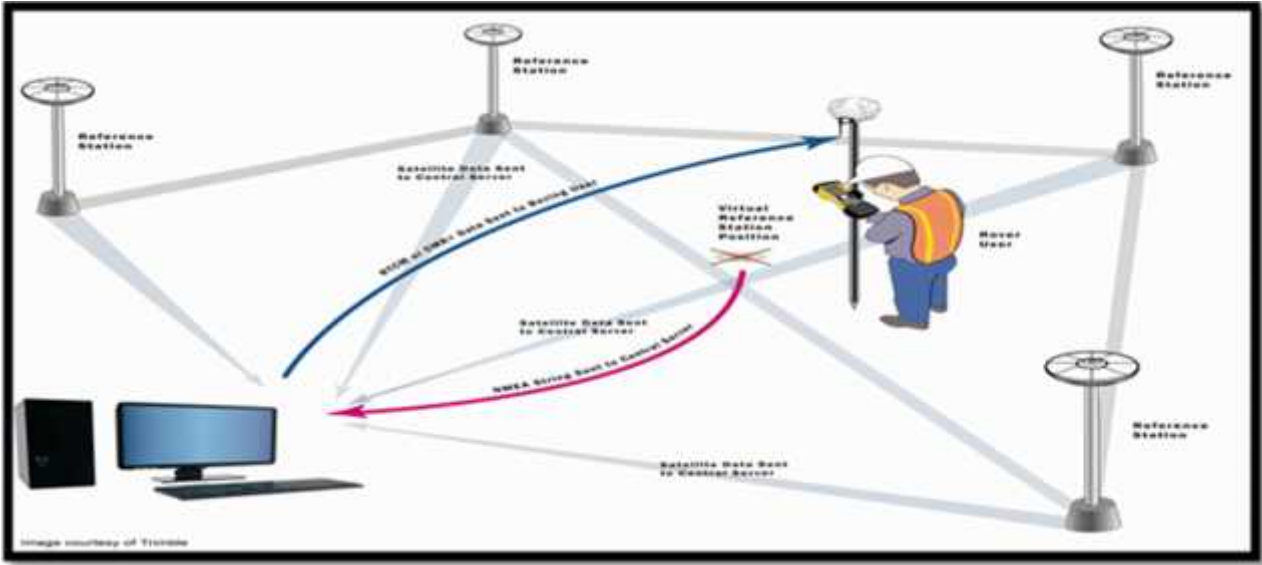 Reference
Station
Reference
Station
Reference
Station
Reference
Station
Satellite Data Sent
to Central Server
RTCM or CMR+ Data Sent to Roving User
Virtual
Reference
Station
Position
Rover
User
Satellite Data Sent
to Central Server
NMEA String Sent to Central Server
Reference
Station
Satellite Data Sent
to Central Server
Image courtesy of Trimble